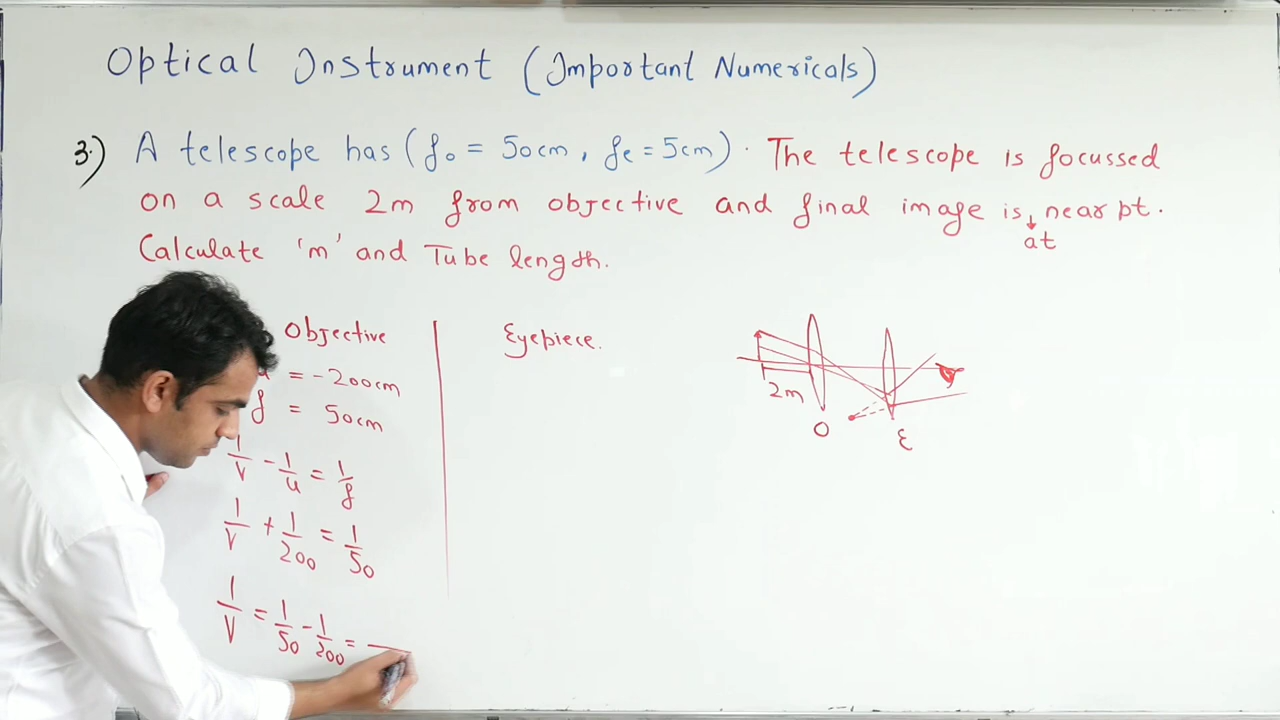 Optical Instrument (Important Numericals)
3.) A telescope has (fo = 50cm, fe = 5cm). The telescope is focussed
on a scale 2m from objective and final image is near pt.
at
Calculate 'm' and Tube length.
Objective
= -200cm
f = 50cm
1/V - 1/u = 1/f
1/V + 1/200 = 1/50
1/V = 1/50 - 1/200 =
Eyepiece.
2m
O
E